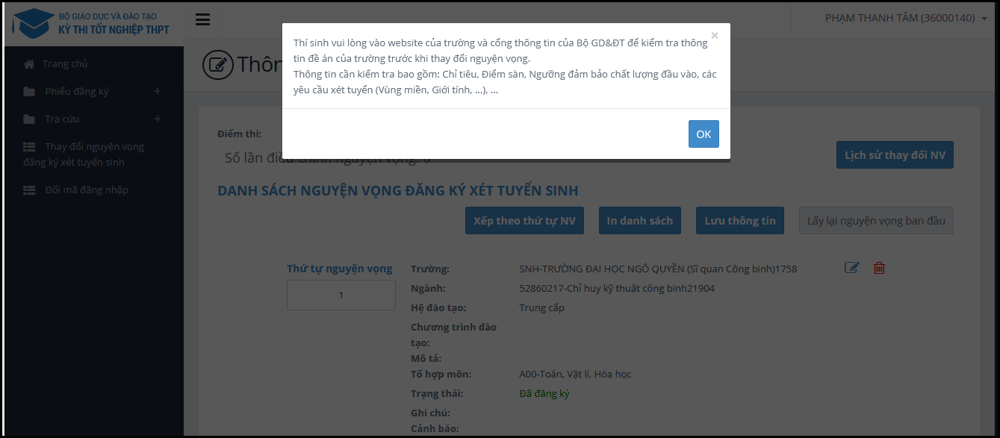 BỘ GIÁO DỤC VÀ ĐÀO TẠO
KỲ THI TỐT NGHIỆP THPT
PHẠM THANH TÂM (36000140)
Trang chủ
Phiếu đăng ký +
Tra cứu +
Thay đổi nguyện vọng
đăng ký xét tuyển sinh
Đổi mã đăng nhập
Thôn
×
Thí sinh vui lòng vào website của trường và cổng thông tin của Bộ GD&ĐT để kiểm tra thông
tin đề án của trường trước khi thay đổi nguyện vọng.
Thông tin cần kiểm tra bao gồm: Chỉ tiêu, Điểm sàn, Ngưỡng đảm bảo chất lượng đầu vào, các
yêu cầu xét tuyển (Vùng miền, Giới tính, ...), ...
OK
Điểm thi:
Số lần điều chỉnh nguyện vọng:
Lịch sử thay đổi NV
DANH SÁCH NGUYỆN VỌNG ĐĂNG KÝ XÉT TUYỂN SINH
Xếp theo thứ tự NV In danh sách Lưu thông tin Lấy lại nguyện vọng ban đầu
Thứ tự nguyện vọng
1
Trường: SNH-TRƯỜNG ĐẠI HỌC NGÔ QUYỀN (Sĩ quan Công binh)1758
Ngành: 52860217-Chỉ huy kỹ thuật công binh21904
Hệ đào tạo: Trung cấp
Chương trình đào
tạo:
Mô tả:
Tổ hợp môn: A00-Toán, Vật lí, Hóa học
Trạng thái: Đã đăng ký
Ghi chú:
Cảnh báo: